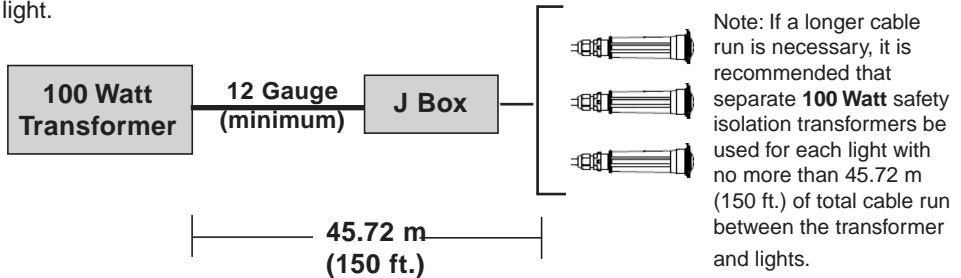 light.
100 Watt
Transformer
12 Gauge
(minimum)
J Box
45.72 m
(150 ft.)
Note: If a longer cable
run is necessary, it is
recommended that
separate 100 Watt safety
isolation transformers be
used for each light with
no more than 45.72 m
(150 ft.) of total cable run
between the transformer
and lights.